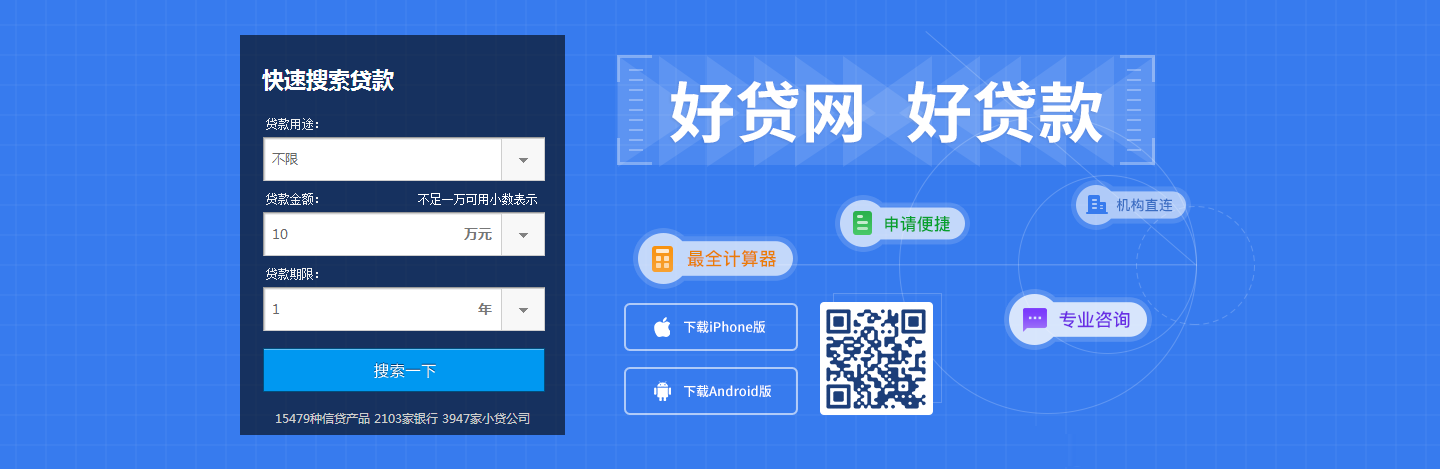 快速搜索贷款
贷款用途：
不限
贷款金额： 不足一万可用小数表示
10 万元
贷款期限：
1 年
搜索一下
15479种信贷产品 2103家银行 3947家小贷公司
好贷网 好贷款
机构直连
申请便捷
最全计算器
专业咨询
下载iPhone版
下载Android版